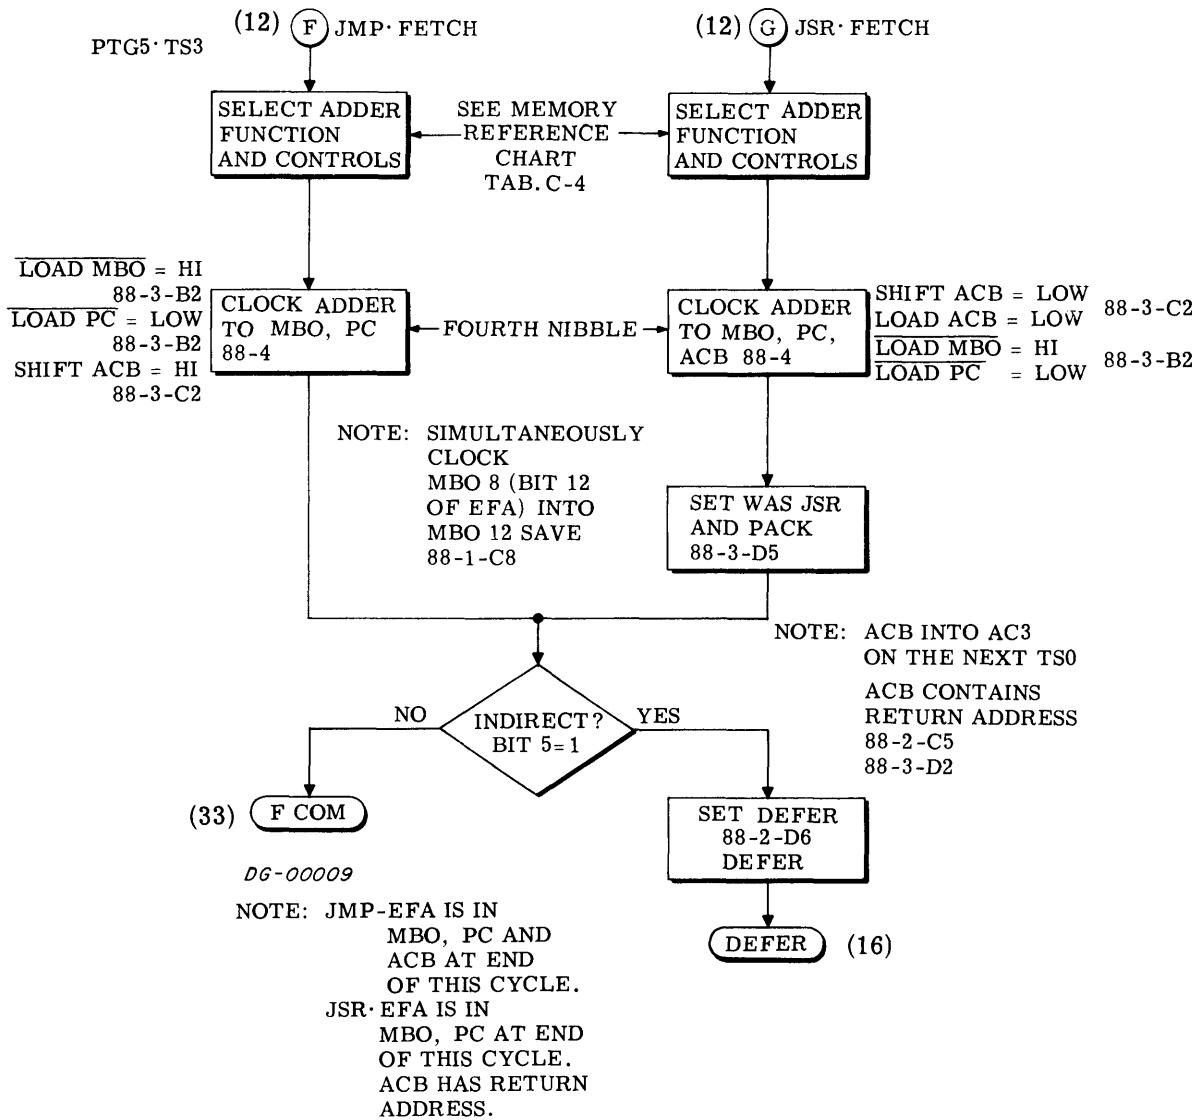 PTG5·TS3
(12) F JMP·FETCH
(12) G JSR·FETCH
SELECT ADDER
FUNCTION
AND CONTROLS
SEE MEMORY
REFERENCE
CHART
TAB. C-4
SELECT ADDER
FUNCTION
AND CONTROLS
LOAD MBO = HI
88-3-B2
LOAD PC = LOW
88-3-B2
SHIFT ACB = HI
88-3-C2
CLOCK ADDER
TO MBO, PC
88-4
FOURTH NIBBLE
CLOCK ADDER
TO MBO, PC,
ACB 88-4
SHIFT ACB = LOW
LOAD ACB = LOW
88-3-C2
LOAD MBO = HI
LOAD PC = LOW
88-3-B2
NOTE: SIMULTANEOUSLY
CLOCK
MBO 8 (BIT 12
OF EFA) INTO
MBO 12 SAVE
88-1-C8
SET WAS JSR
AND PACK
88-3-D5
NOTE: ACB INTO AC3
ON THE NEXT TS0
ACB CONTAINS
RETURN ADDRESS
88-2-C5
88-3-D2
NO
INDIRECT?
BIT 5=1
YES
(33) F COM
SET DEFER
88-2-D6
DEFER
DEFER (16)
DG-00009
NOTE: JMP-EFA IS IN
MBO, PC AND
ACB AT END
OF THIS CYCLE.
JSR·EFA IS IN
MBO, PC AT END
OF THIS CYCLE.
ACB HAS RETURN
ADDRESS.